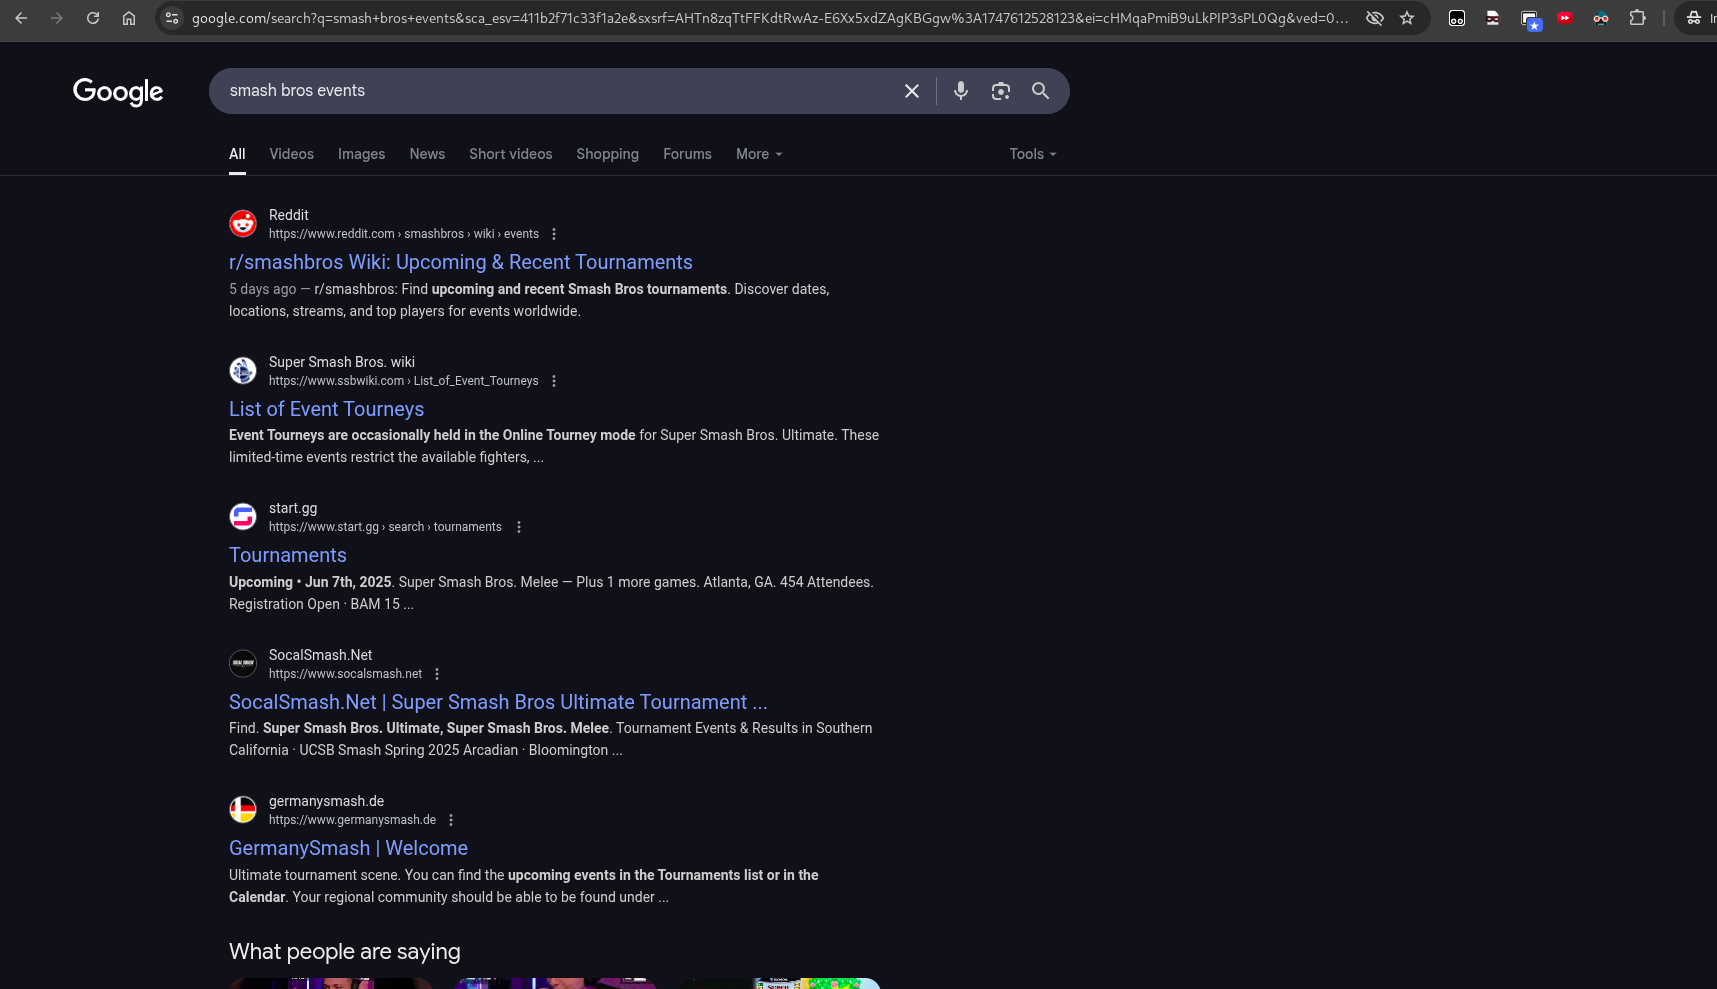 google.com/search?q=smash+bros+events&sca_esv=411b2f71c33f1a2e&sxsrf=AHTn8zqTtFFKdtRwAz-E6Xx5xdZAgKBGgw%3A1747612528123&ei=cHMqaPmiB9uLkPIP3sPL0Qg&ved=0...
Google
smash bros events
All Videos Images News Short videos Shopping Forums More Tools
Reddit
https://www.reddit.com › smashbros › wiki › events
r/smashbros Wiki: Upcoming & Recent Tournaments
5 days ago — r/smashbros: Find upcoming and recent Smash Bros tournaments. Discover dates,
locations, streams, and top players for events worldwide.
Super Smash Bros. wiki
https://www.ssbwiki.com › List_of_Event_Tourneys
List of Event Tourneys
Event Tourneys are occasionally held in the Online Tourney mode for Super Smash Bros. Ultimate. These
limited-time events restrict the available fighters, ...
start.gg
https://www.start.gg › search › tournaments
Tournaments
Upcoming • Jun 7th, 2025. Super Smash Bros. Melee — Plus 1 more games. Atlanta, GA. 454 Attendees.
Registration Open · BAM 15 ...
SocalSmash.Net
https://www.socalsmash.net
SocalSmash.Net | Super Smash Bros Ultimate Tournament ...
Find. Super Smash Bros. Ultimate, Super Smash Bros. Melee. Tournament Events & Results in Southern
California · UCSB Smash Spring 2025 Arcadian · Bloomington ...
germanysmash.de
https://www.germanysmash.de
GermanySmash | Welcome
Ultimate tournament scene. You can find the upcoming events in the Tournaments list or in the
Calendar. Your regional community should be able to be found under ...
What people are saying